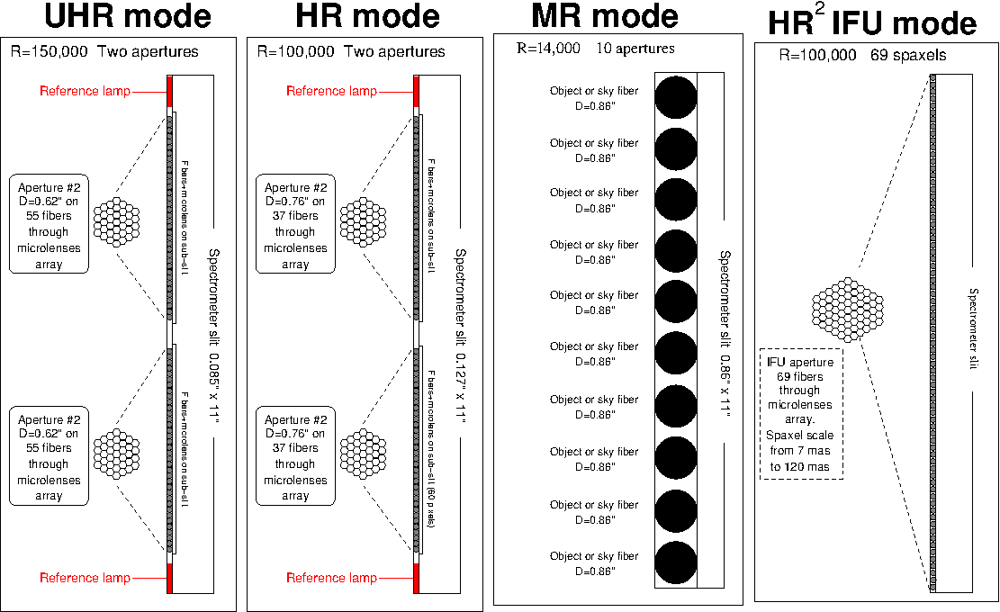 UHR mode
R=150,000 Two apertures
Reference lamp
Aperture #2
D=0.62" on
55 fibers
through
microlenses
array
Fibers+microlens on sub-slit
Spectrometer slit 0.085" x 11"
Aperture #2
D=0.62" on
55 fibers
through
microlenses
array
Fibers+microlens on sub-slit
Reference lamp
HR mode
R=100,000 Two apertures
Reference lamp
Aperture #2
D=0.76" on
37 fibers
through
microlenses
array
Fibers+microlens on sub-slit
Spectrometer slit 0.127" x 11"
Aperture #2
D=0.76" on
37 fibers
through
microlenses
array
Fibers+microlens on sub-slit (60 pixels)
Reference lamp
MR mode
R=14,000 10 apertures
Object or sky fiber
D=0.86"
Object or sky fiber
D=0.86"
Object or sky fiber
D=0.86"
Object or sky fiber
D=0.86"
Object or sky fiber
D=0.86"
Object or sky fiber
D=0.86"
Object or sky fiber
D=0.86"
Object or sky fiber
D=0.86"
Object or sky fiber
D=0.86"
Object or sky fiber
D=0.86"
Spectrometer slit 0.86" x 11"
HR² IFU mode
R=100,000 69 spaxels
Spectrometer slit
IFU aperture
69 fibers
through
microlenses
array.
Spaxel scale
from 7 mas
to 120 mas